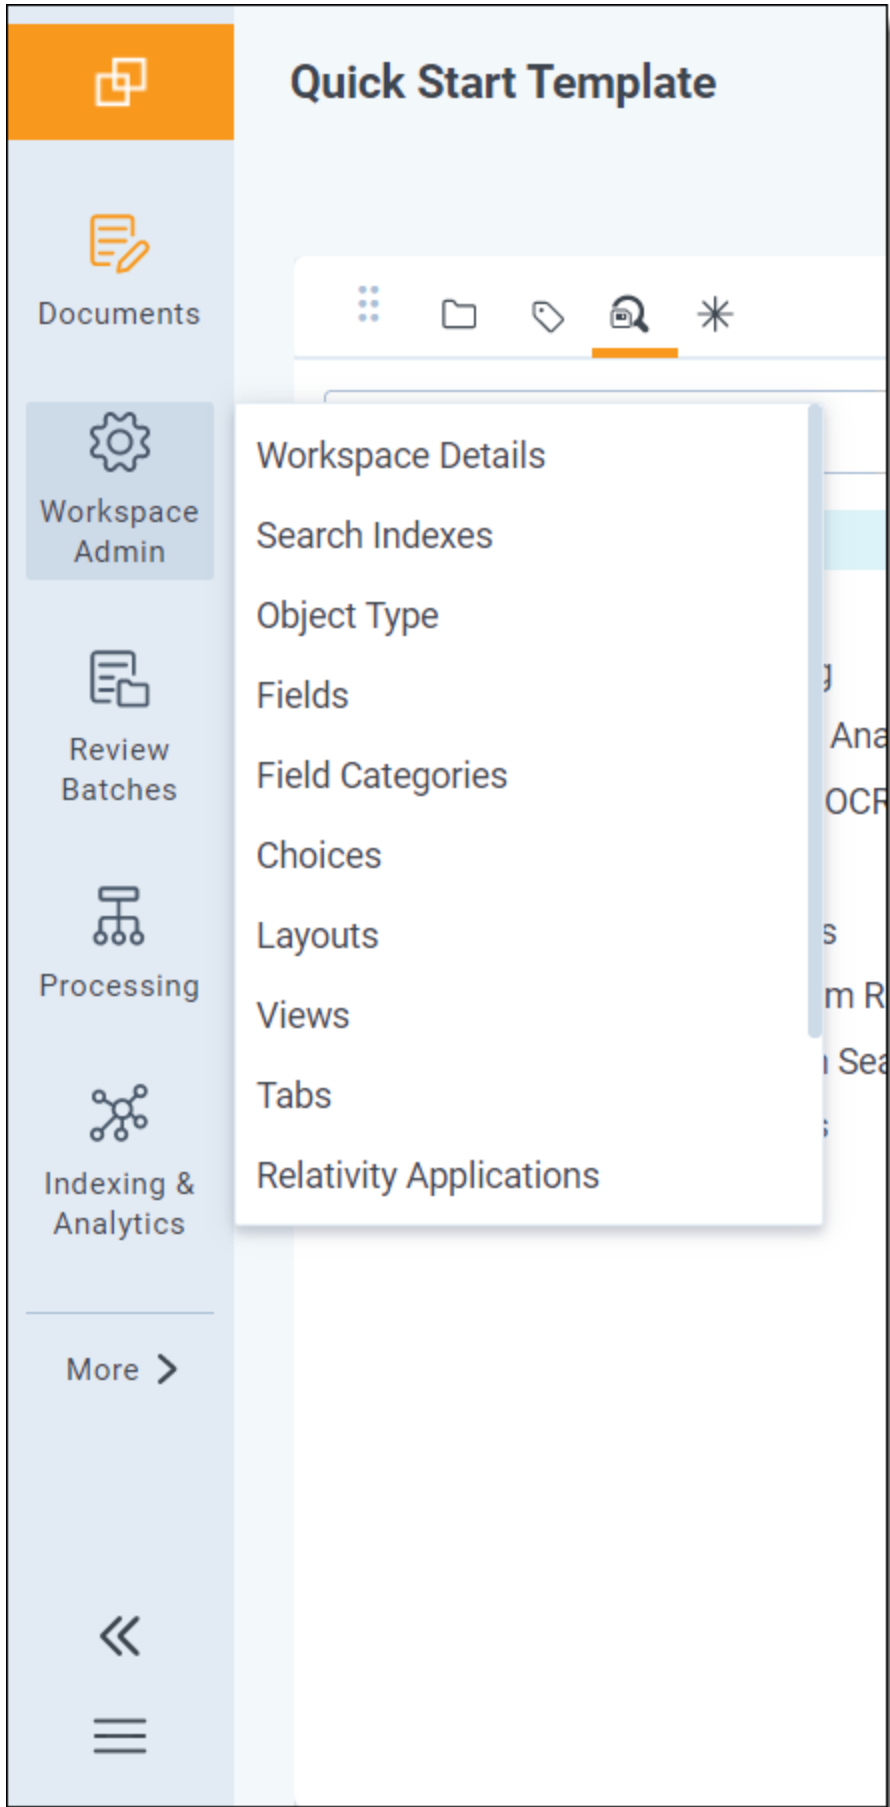 Quick Start Template
Documents
Workspace
Admin
Review
Batches
Processing
Indexing &
Analytics
More
Workspace Details
Search Indexes
Object Type
Fields
Field Categories
Choices
Layouts
Views
Tabs
Relativity Applications
OCR